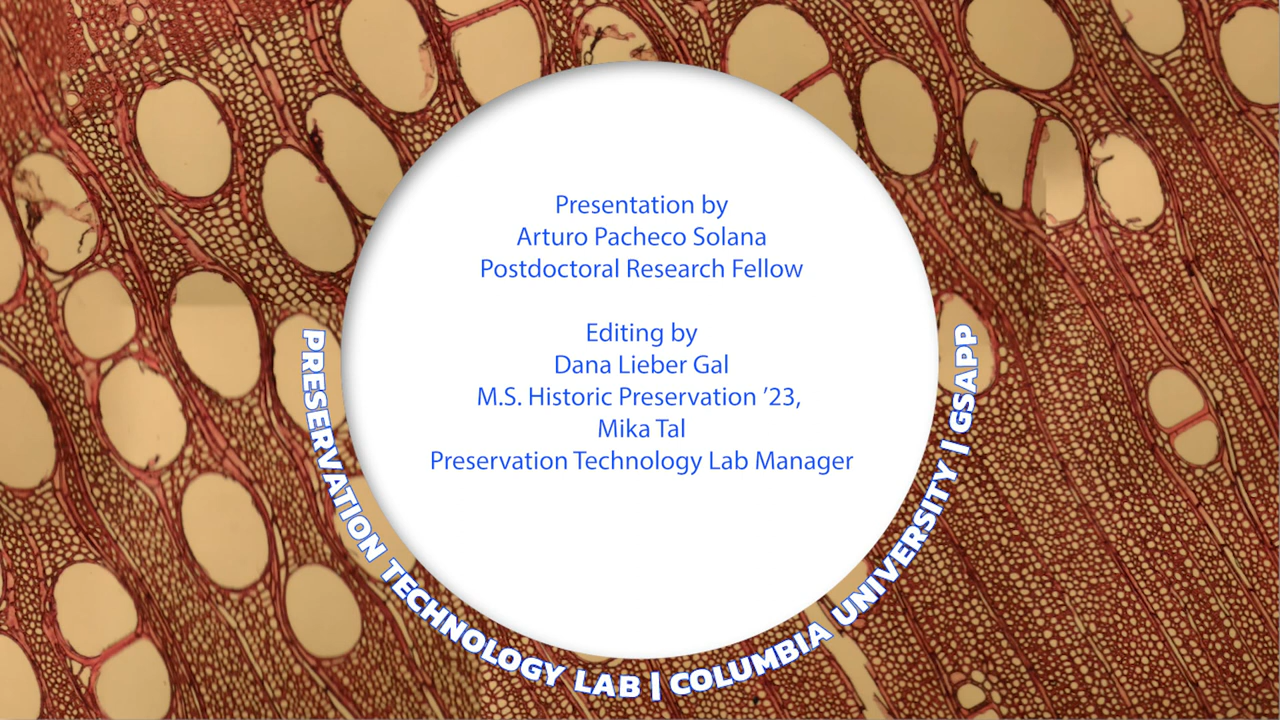 Presentation by
Arturo Pacheco Solana
Postdoctoral Research Fellow
Editing by
Dana Lieber Gal
M.S. Historic Preservation ’23,
Mika Tal
Preservation Technology Lab Manager
PRESERVATION TECHNOLOGY LAB | COLUMBIA UNIVERSITY | GSAPP